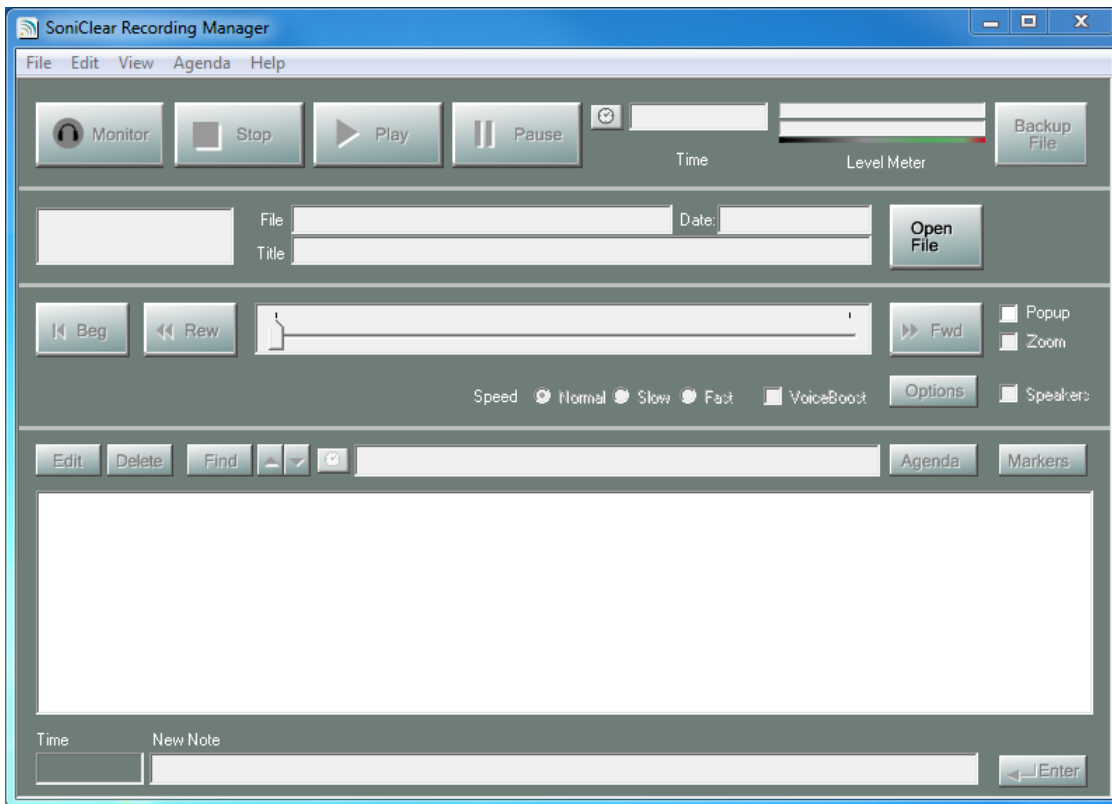 SoniClear Recording Manager
File Edit View Agenda Help
Monitor Stop Play Pause
Time Level Meter
Backup
File
File Date:
Title
Open
File
Beg Rew Fwd
Popup
Zoom
Speed Normal Slow Fast VoiceBoost Options Speakers
Edit Delete Find Agenda Markers
Time New Note
Enter